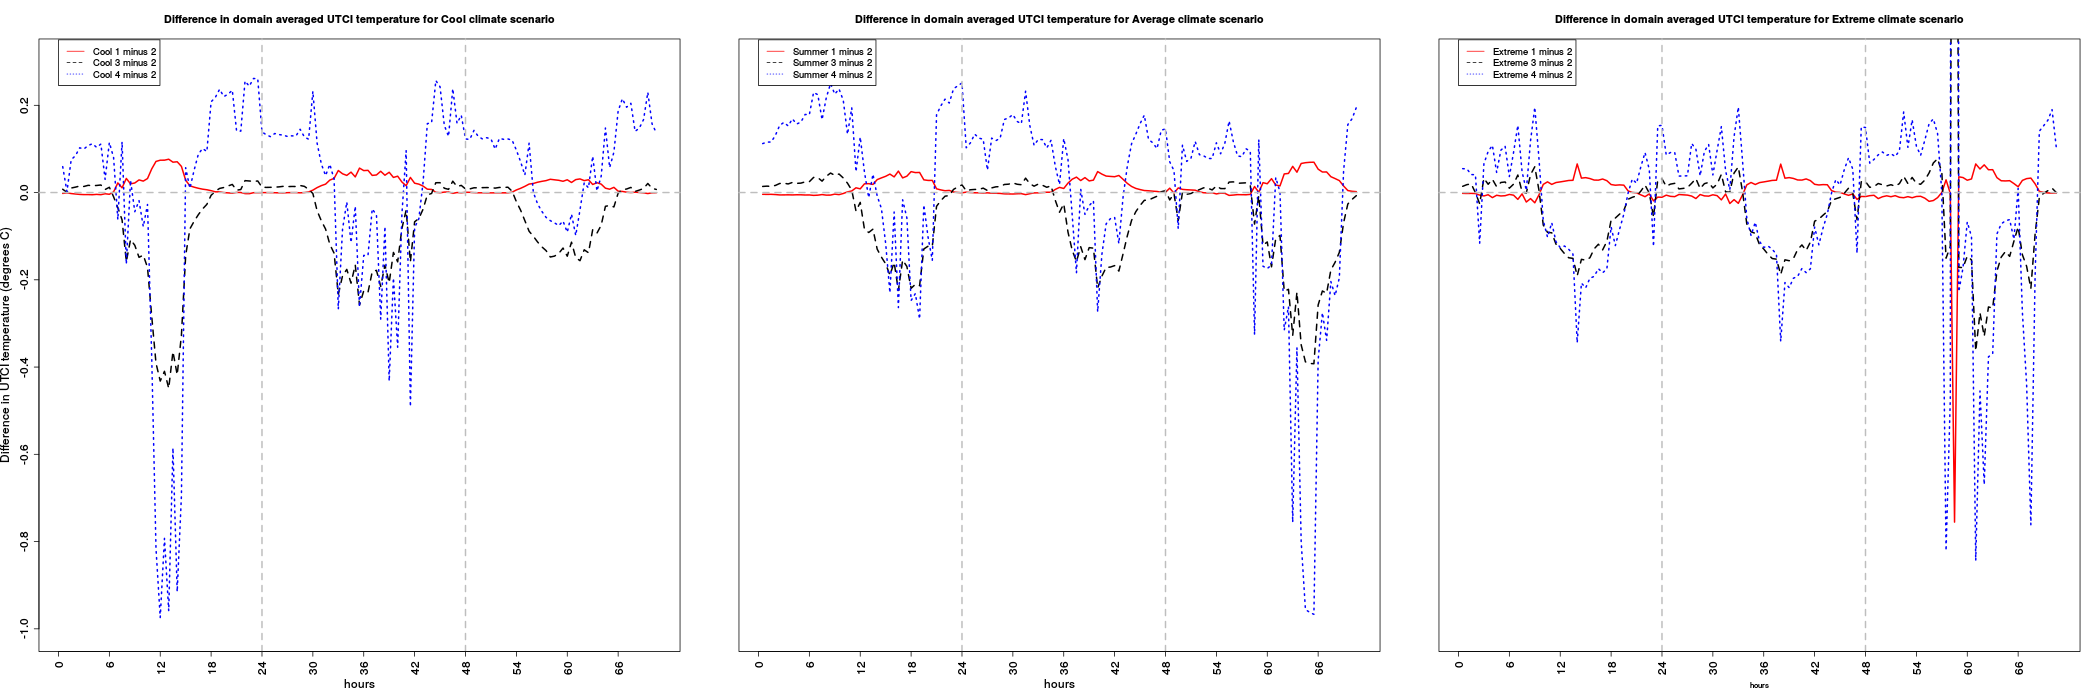 Difference in domain averaged UTCI temperature for Cool climate scenario
Cool 1 minus 2
Cool 3 minus 2
Cool 4 minus 2
Difference in UTCI temperature (degrees C)
0.2
0.0
-0.2
-0.4
-0.6
-0.8
-1.0
0 6 12 18 24 30 36 42 48 54 60 66
hours
Difference in domain averaged UTCI temperature for Average climate scenario
Summer 1 minus 2
Summer 3 minus 2
Summer 4 minus 2
0 6 12 18 24 30 36 42 48 54 60 66
hours
Difference in domain averaged UTCI temperature for Extreme climate scenario
Extreme 1 minus 2
Extreme 3 minus 2
Extreme 4 minus 2
0 6 12 18 24 30 36 42 48 54 60 66
hours